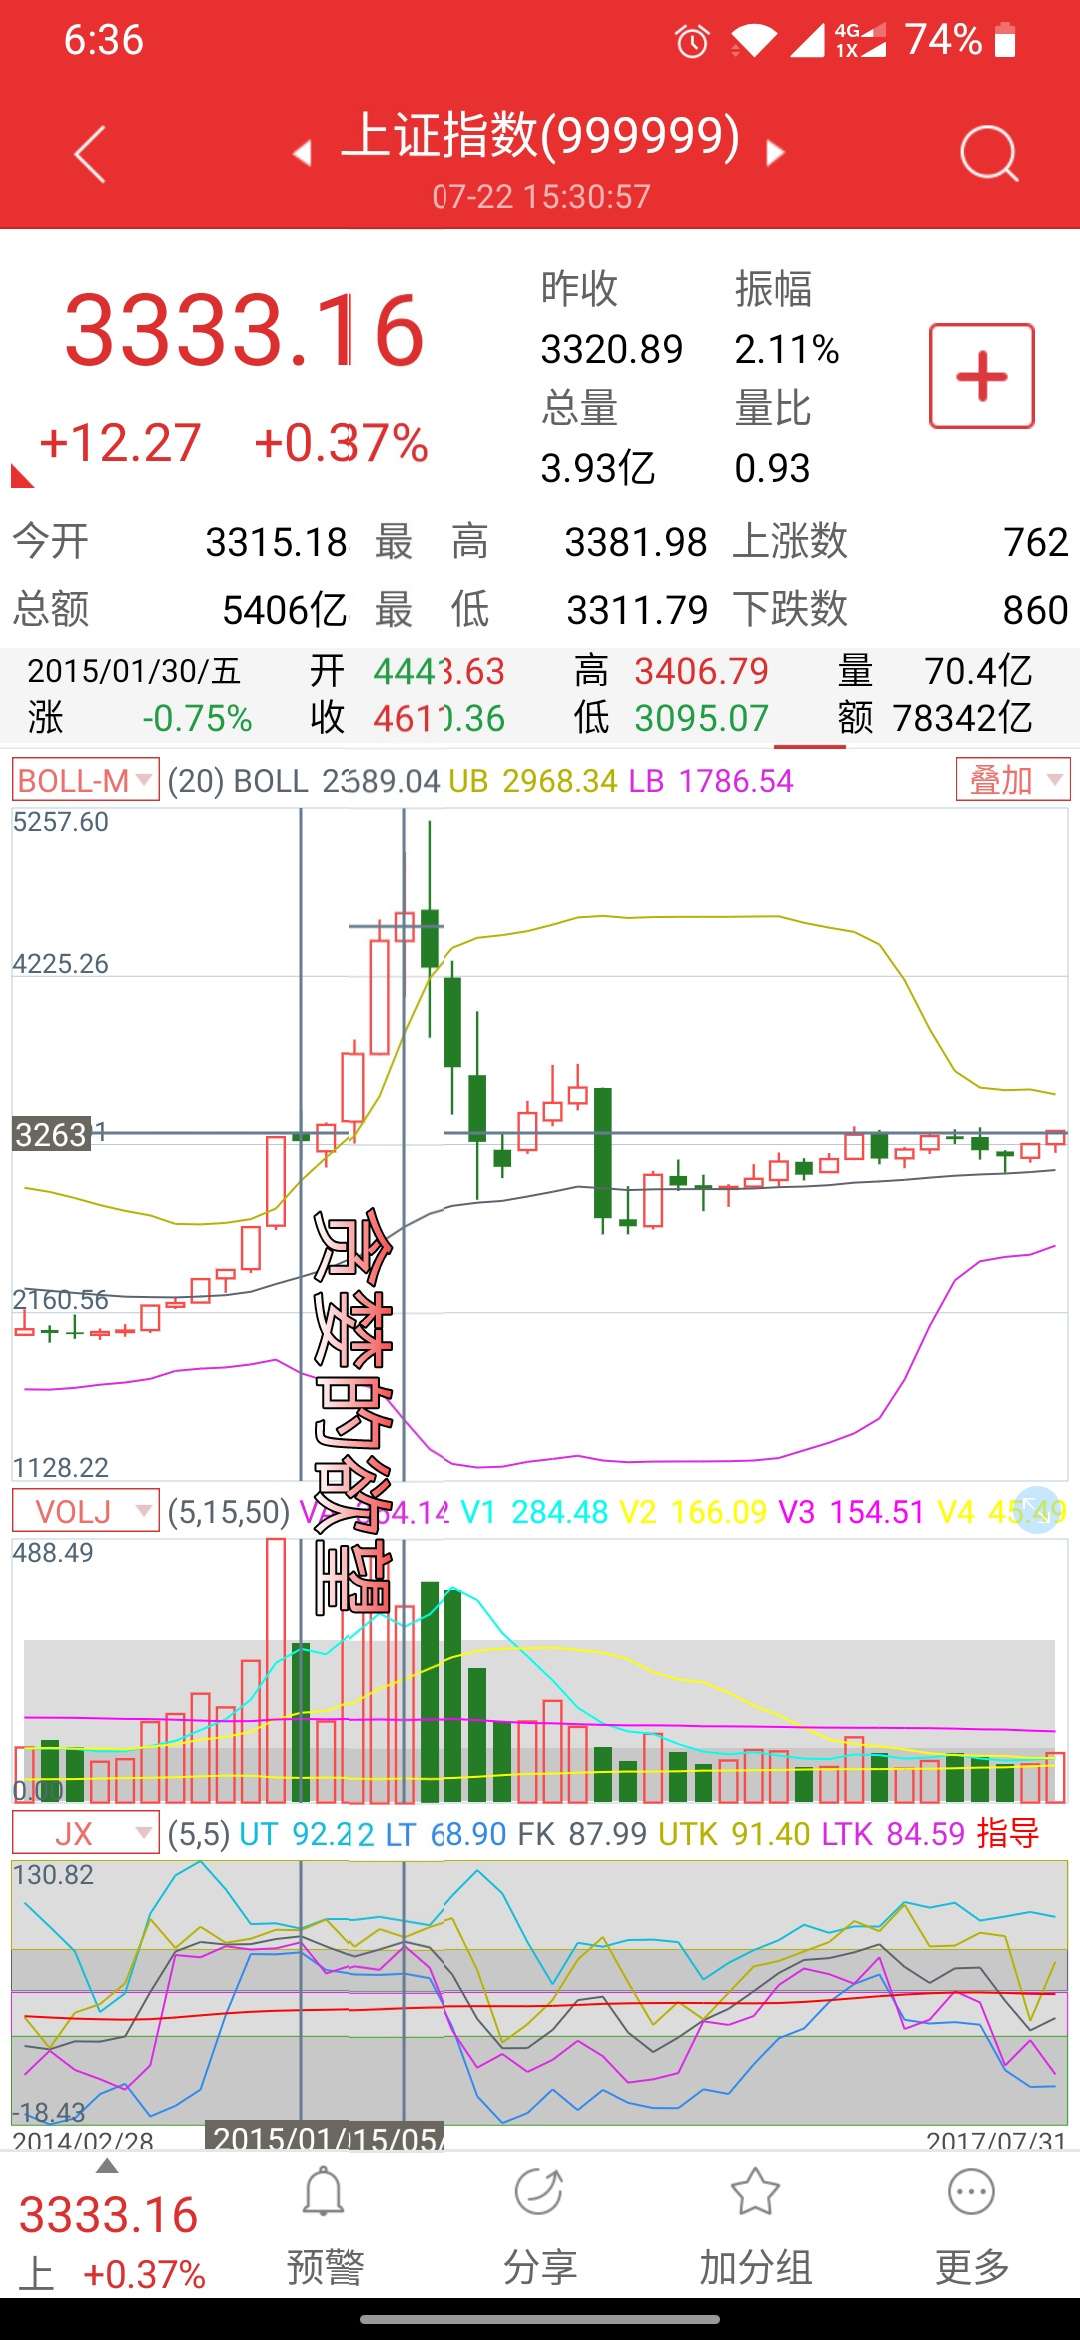 6:36
4G
1X
74%
上证指数(999999)
07-22 15:30:57
3333.16
+12.27 +0.37%
昨收 振幅
3320.89 2.11%
总量 量比
3.93亿 0.93
今开 3315.18 最高 3381.98 上涨数 762
总额 5406亿 最低 3311.79 下跌数 860
2015/01/30/五 开 444 3.63 高 3406.79 量 70.4亿
涨 -0.75% 收 461 0.36 低 3095.07 额 78342亿
BOLL-M (20) BOLL 2389.04 UB 2968.34 LB 1786.54 叠加
5257.60
4225.26
3263 1
2160.56
1128.22
贪婪的欲望
VOLJ (5,15,50) V1 284.48 V2 166.09 V3 154.51 V4 45.49
488.49
0.00
JX (5,5) UT 92.22 LT 68.90 FK 87.99 UTK 91.40 LTK 84.59 指导
130.82
-18.43
2014/02/28 2015/01/ 15/05/ 2017/07/31
3333.16
上 +0.37%
预警 分享 加分组 更多